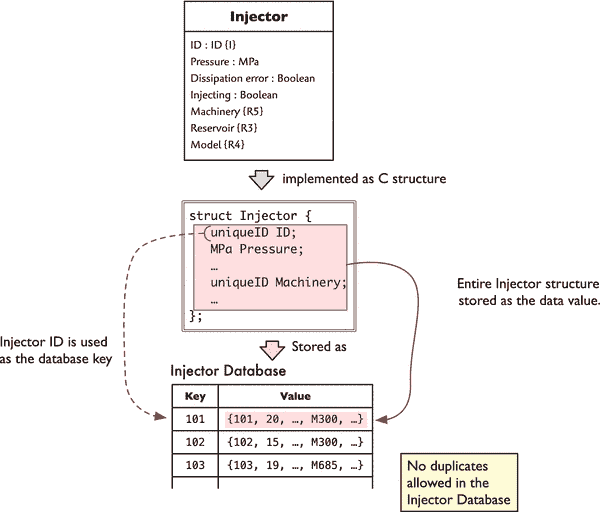 Injector
ID : ID {I}
Pressure : MPa
Dissipation error : Boolean
Injecting : Boolean
Machinery {R5}
Reservoir {R3}
Model {R4}
implemented as C structure
struct Injector {
uniqueID ID;
MPa Pressure;
…
uniqueID Machinery;
…
};
Entire Injector structure
stored as the data value.
Injector ID is used
as the database key
Stored as
Injector Database
Key Value
101 {101, 20, …, M300, …}
102 {102, 15, …, M300, …}
103 {103, 19, …, M685, …}
No duplicates
allowed in the
Injector Database